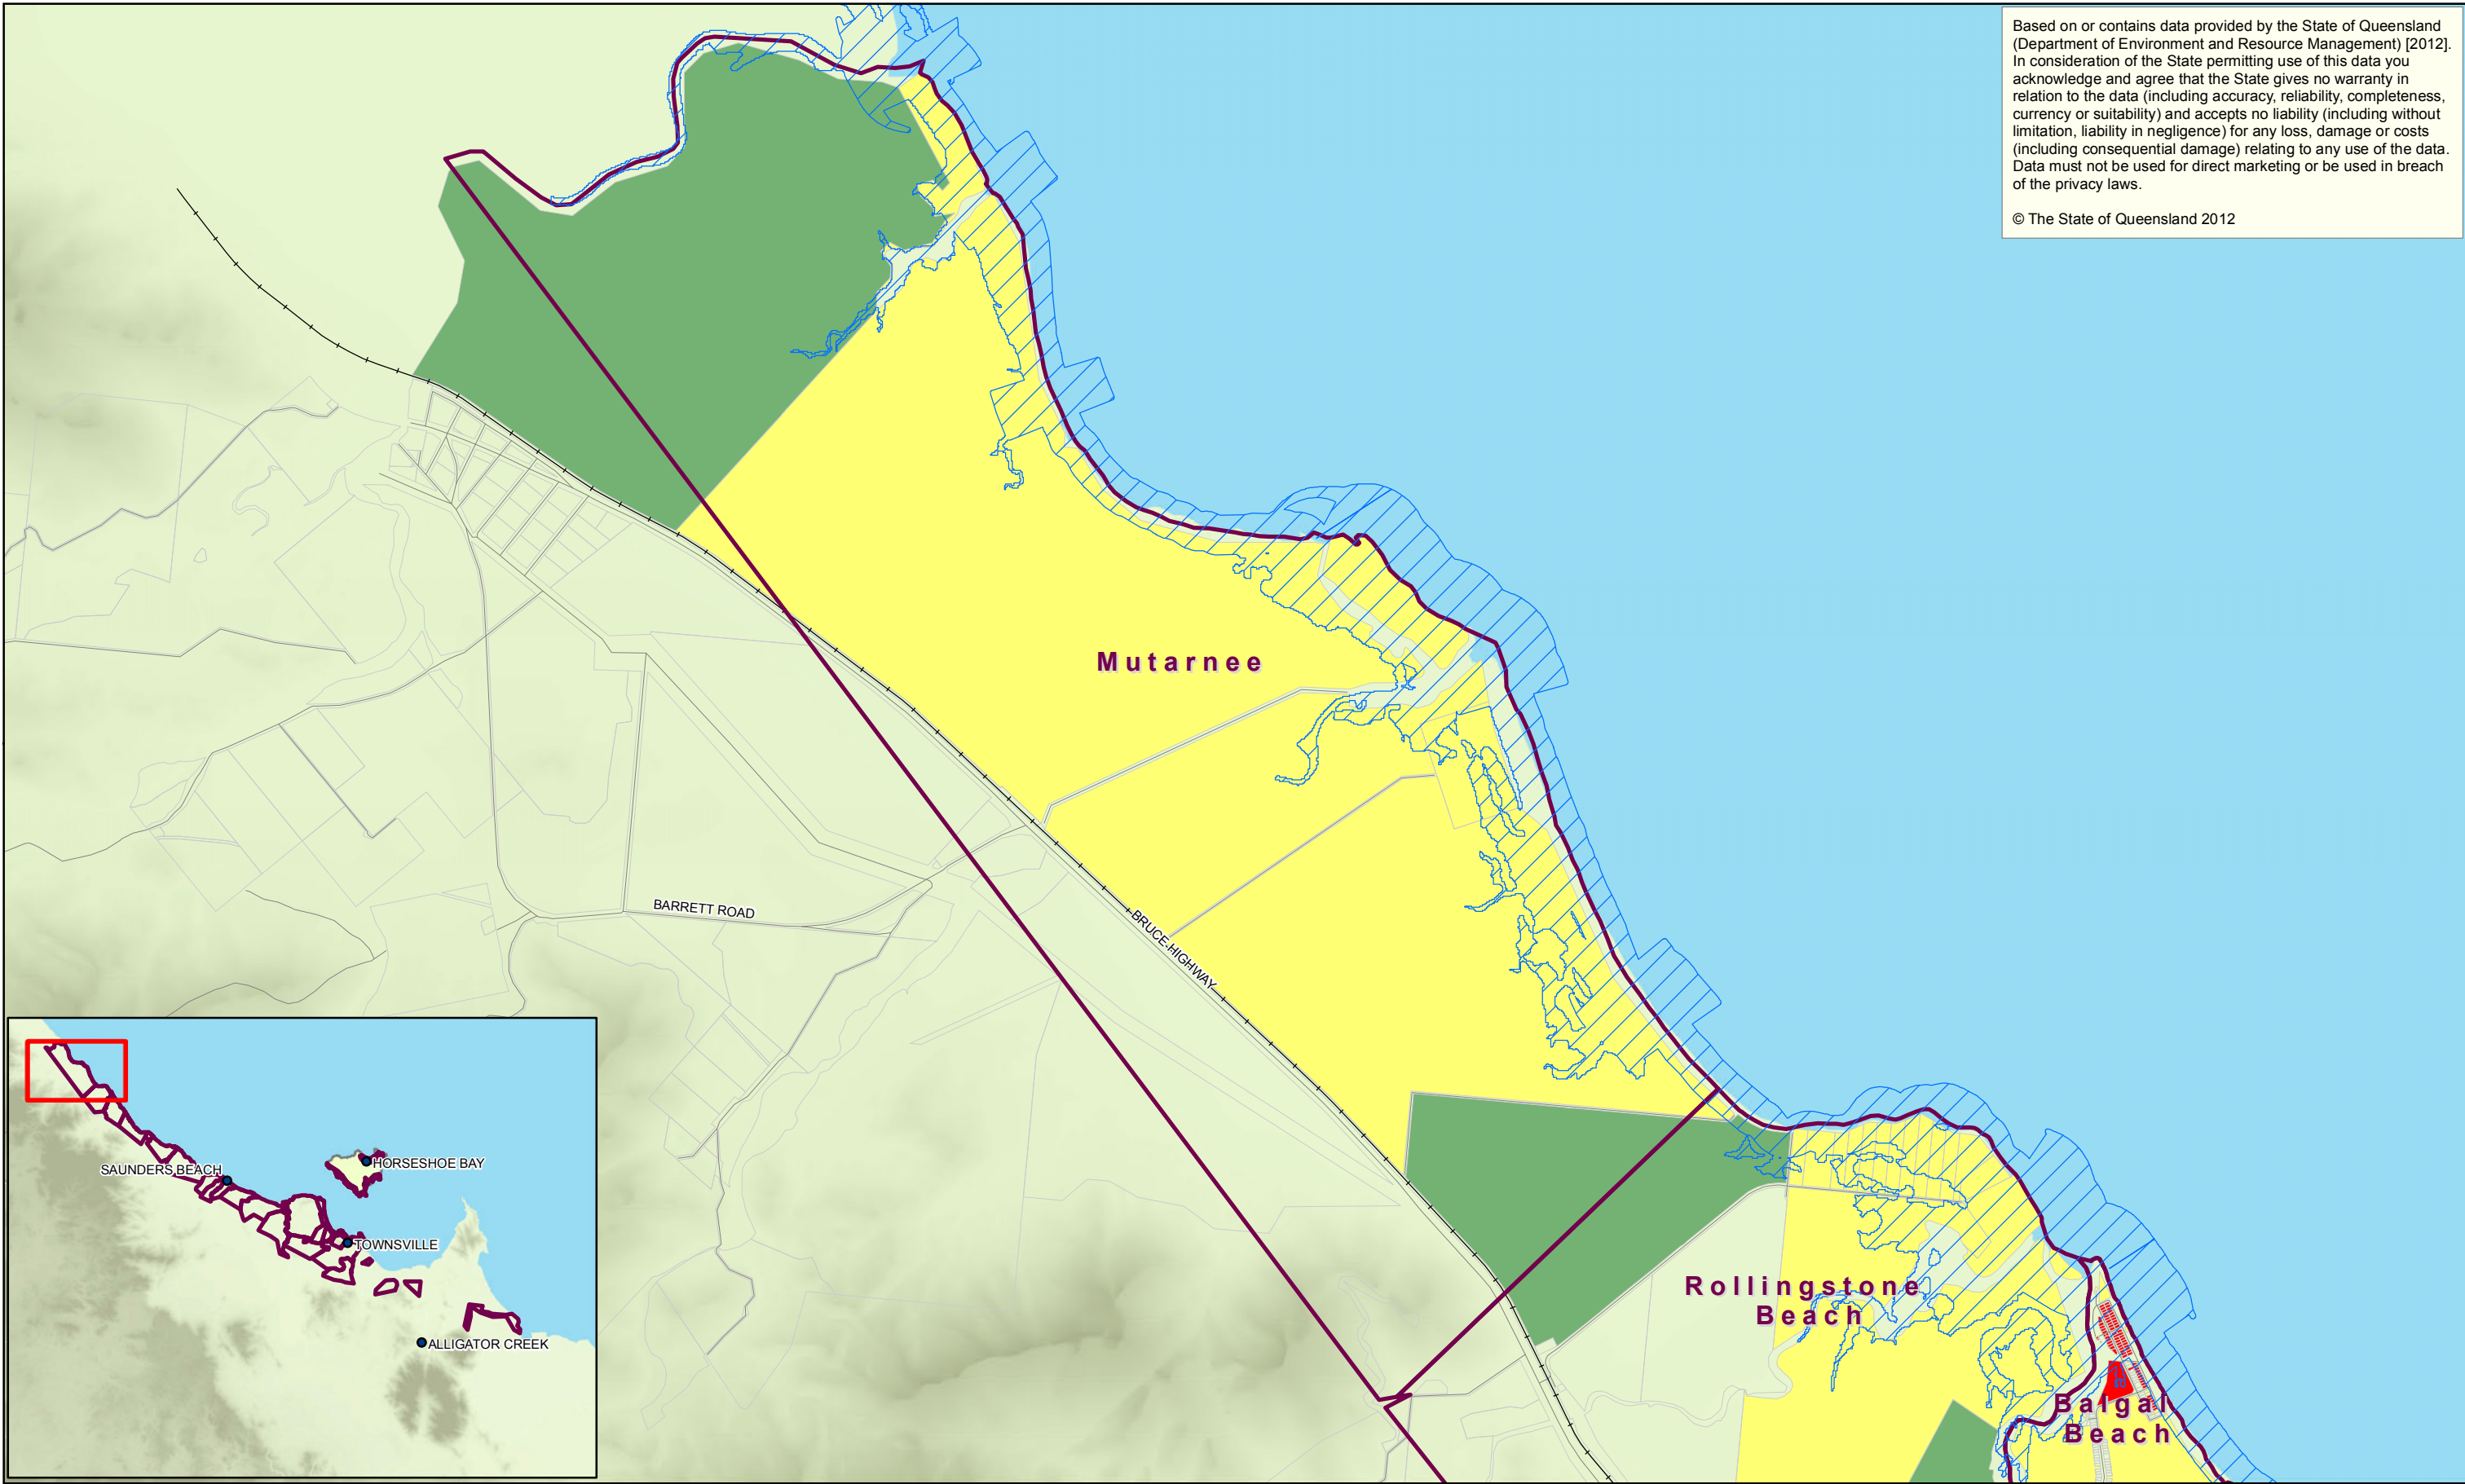 Based on or contains data provided by the State of Queensland
(Department of Environment and Resource Management) [2012].
In consideration of the State permitting use of this data you
acknowledge and agree that the State gives no warranty in
relation to the data (including accuracy, reliability, completeness,
currency or suitability) and accepts no liability (including without
limitation, liability in negligence) for any loss, damage or costs
(including consequential damage) relating to any use of the data.
Data must not be used for direct marketing or be used in breach
of the privacy laws.
© The State of Queensland 2012
Mutarnee
BARRETT ROAD
BRUCE HIGHWAY
Rollingstone
Beach
Balgal
Beach
SAUNDERS BEACH
HORSESHOE BAY
TOWNSVILLE
ALLIGATOR CREEK